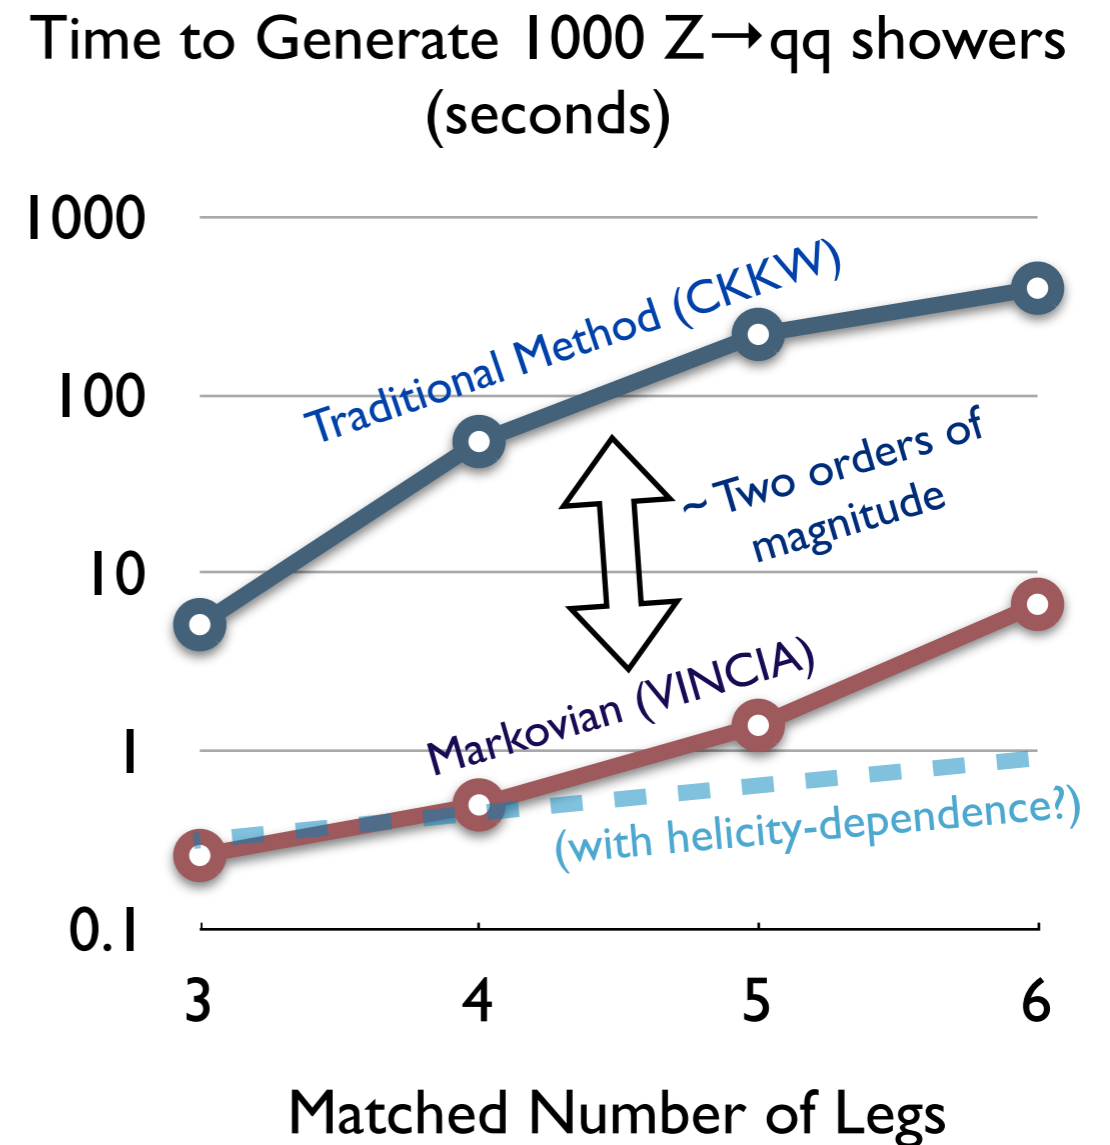 Time to Generate 1000 Z→qq showers
(seconds)
1000
Traditional Method (CKKW)
100
~ Two orders of
magnitude
10
Markovian (VINCIA)
1
(with helicity-dependence?)
0.1
3 4 5 6
Matched Number of Legs